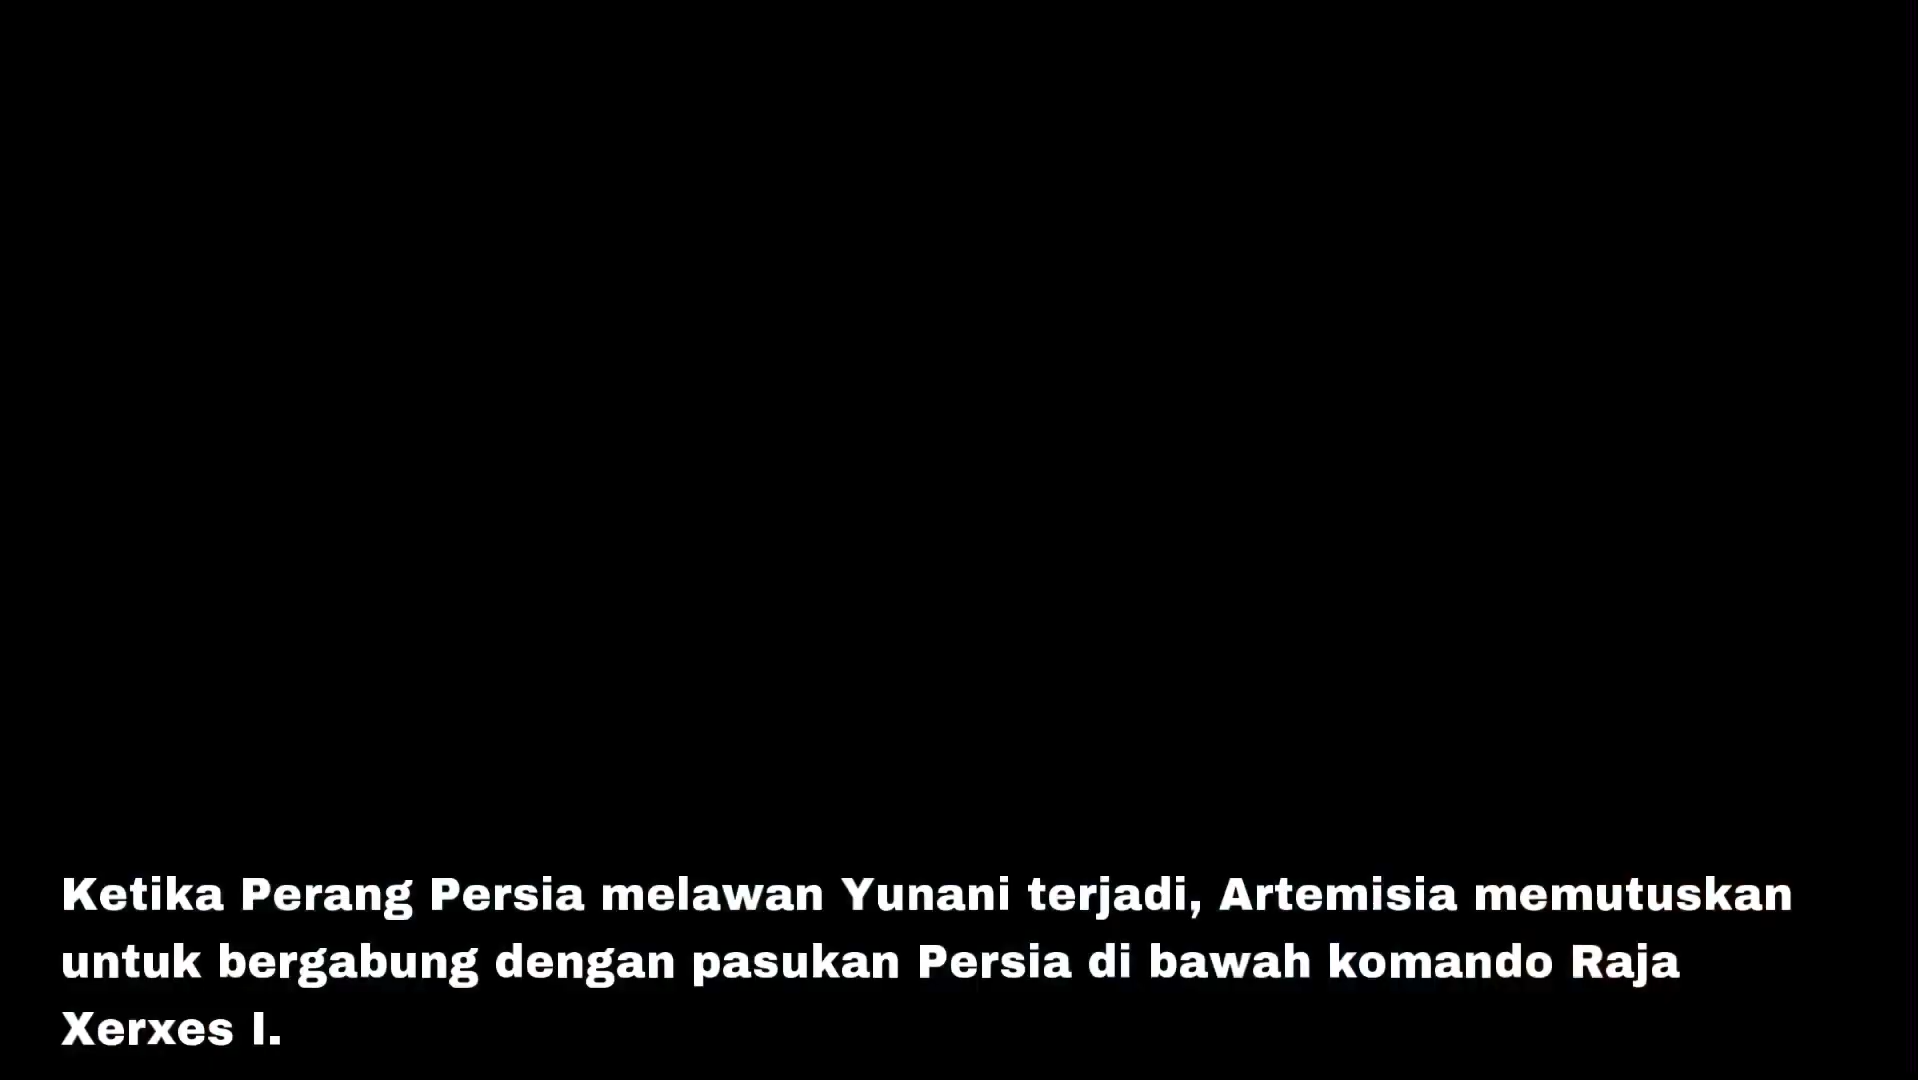 Ketika Perang Persia melawan Yunani terjadi, Artemisia memutuskan
untuk bergabung dengan pasukan Persia di bawah komando Raja
Xerxes I.